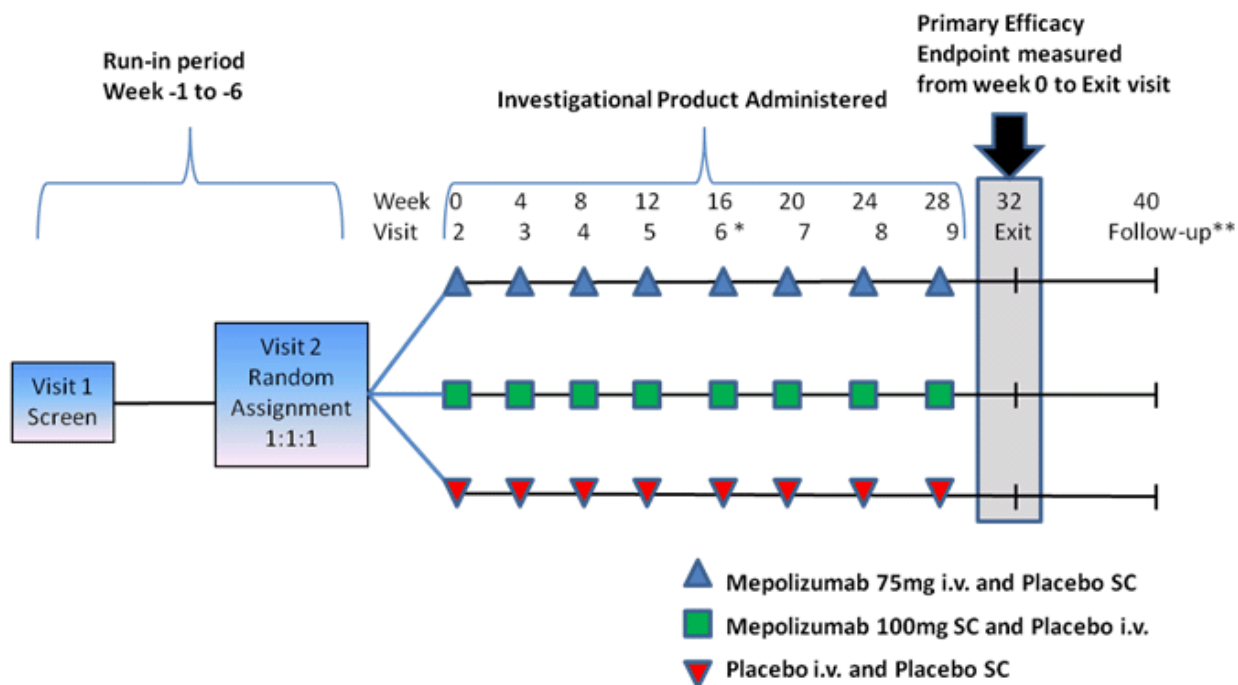 Run-in period
Week -1 to -6
Investigational Product Administered
Primary Efficacy
Endpoint measured
from week 0 to Exit visit
Week 0 4 8 12 16 20 24 28 32 40
Visit 2 3 4 5 6 * 7 8 9 Exit Follow-up**
Visit 1
Screen
Visit 2
Random
Assignment
1:1:1
Mepolizumab 75mg i.v. and Placebo SC
Mepolizumab 100mg SC and Placebo i.v.
Placebo i.v. and Placebo SC